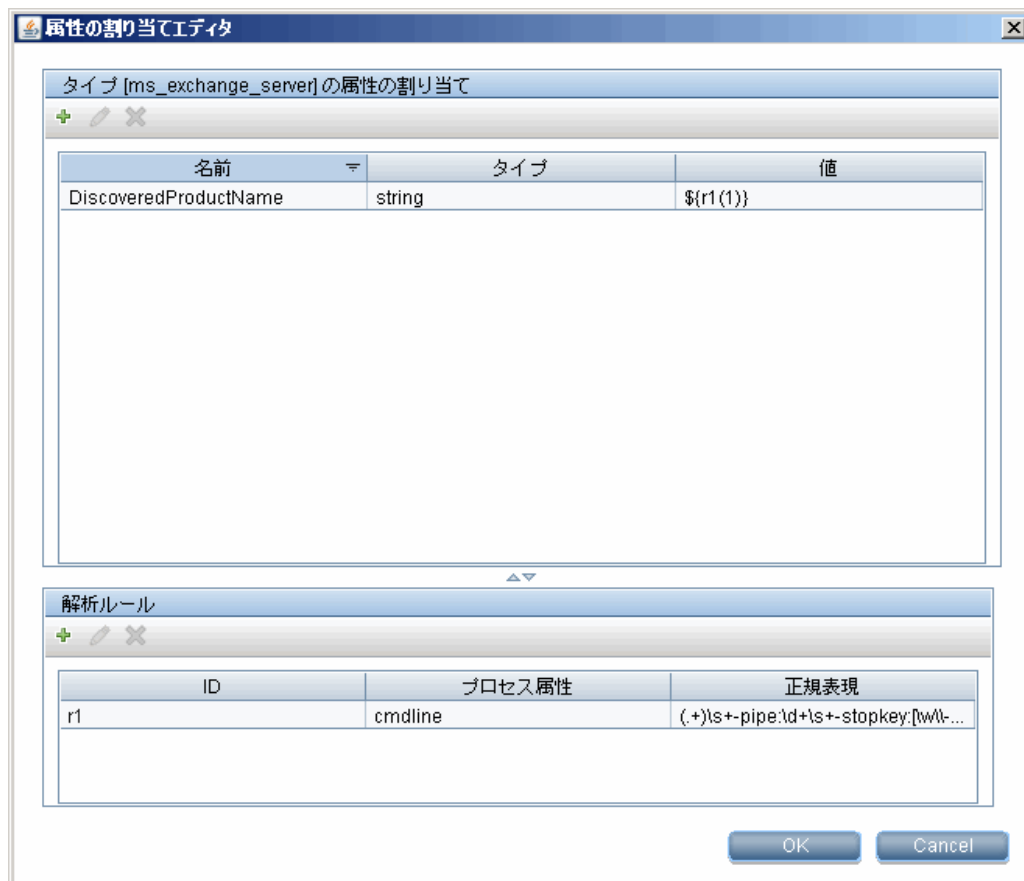 属性の割り当てエディタ
タイプ [ms_exchange_server] の属性の割り当て
名前 タイプ 値
DiscoveredProductName string ${r1(1)}
解析ルール
ID プロセス属性 正規表現
r1 cmdline (.+)\s+-pipe:\d+\s+-stopkey:[\w\\-...
OK Cancel